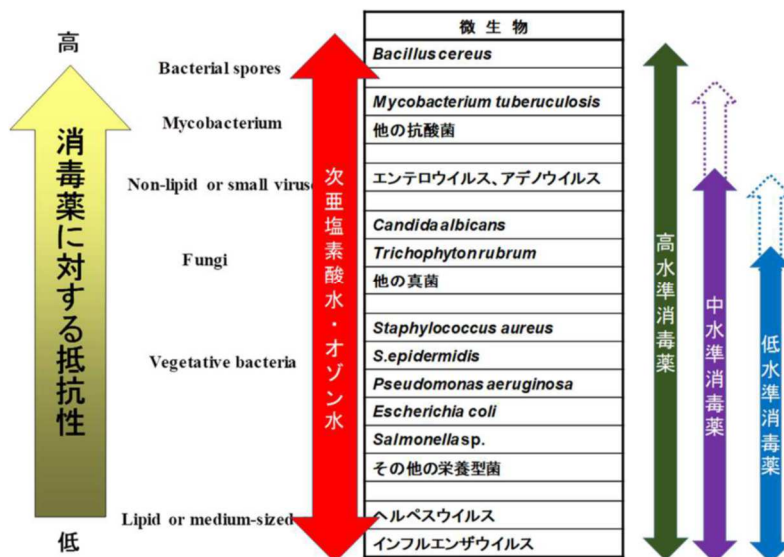 高
消毒薬に対する抵抗性
低
Bacterial spores
Mycobacterium
Non-lipid or small viruse
Fungi
Vegetative bacteria
Lipid or medium-sized
次亜塩素酸水・オゾン水
微生物
Bacillus cereus
Mycobacterium tuberuculosis
他の抗酸菌
エンテロウイルス、アデノウイルス
Candida albicans
Trichophyton rubrum
他の真菌
Staphylococcus aureus
S.epidermidis
Pseudomonas aeruginosa
Escherichia coli
Salmonella sp.
その他の栄養型菌
ヘルペスウイルス
インフルエンザウイルス
高水準消毒薬
中水準消毒薬
低水準消毒薬